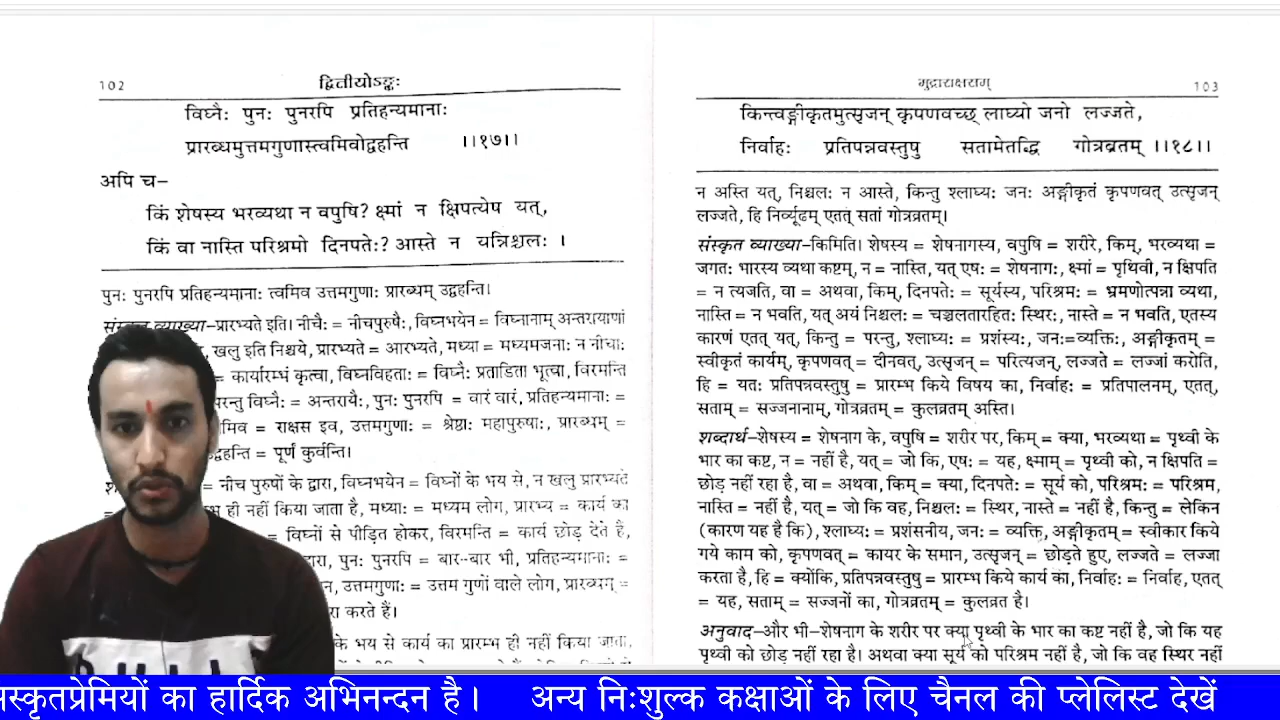 102 द्वितीयोऽङ्कः
विघ्नैः पुनः पुनरपि प्रतिहन्यमानाः
प्रारब्धमुत्तमगुणास्त्वमिवोद्वहन्ति ।।१७।।
अपि च–
किं शेषस्य भरव्यथा न वपुषि? क्ष्मां न क्षिपत्येष यत्,
किं वा नास्ति परिश्रमो दिनपतेः? आस्ते न यन्निश्चलः ।
पुनः पुनरपि प्रतिहन्यमानाः त्वमिव उत्तमगुणाः प्रारब्धम् उद्वहन्ति।
संस्कृत व्याख्या–प्रारभ्यते इति। नीचैः = नीचपुरुषैः, विघ्नभयेन = विघ्नानाम् अन्तरायाणां
, खलु इति निश्चये, प्रारभ्यते = आरभ्यते, मध्या = मध्यमजनाः न नीचाः
= कार्यारम्भं कृत्वा, विघ्नविहताः = विघ्नैः प्रताडिता भूत्वा, विरमन्ति
परन्तु विघ्नैः = अन्तरायैः, पुनः पुनरपि = वारं वारं, प्रतिहन्यमानाः =
मिव = राक्षस इव, उत्तमगुणाः = श्रेष्ठाः महापुरुषाः, प्रारब्धम् =
द्वहन्ति = पूर्णं कुर्वन्ति।
= नीच पुरुषों के द्वारा, विघ्नभयेन = विघ्नों के भय से, न खलु प्रारभ्यते
ही नहीं किया जाता है, मध्याः = मध्यम लोग, प्रारभ्य = कार्य का
= विघ्नों से पीड़ित होकर, विरमन्ति = कार्य छोड़ देते हैं,
पुनः पुनरपि = बार-बार भी, प्रतिहन्यमानाः =
उत्तमगुणाः = उत्तम गुणों वाले लोग, प्रारब्धम् =
करते हैं।
के भय से कार्य का प्रारम्भ ही नहीं किया जाता,
मुद्राराक्षसम् 103
किन्त्वङ्गीकृतमुत्सृजन् कृपणवच्छ् लाघ्यो जनो लज्जते,
निर्वाहः प्रतिपन्नवस्तुषु सतामेतद्धि गोत्रव्रतम् ।।१८।।
न अस्ति यत्, निश्चलः न आस्ते, किन्तु श्लाघ्यः जनः अङ्गीकृतं कृपणवत् उत्सृजन्
लज्जते, हि निर्व्यूढम् एतत् सतां गोत्रव्रतम्।
संस्कृत व्याख्या–किमिति। शेषस्य = शेषनागस्य, वपुषि = शरीरे, किम्, भरव्यथा =
जगतः भारस्य व्यथा कष्टम्, न = नास्ति, यत् एषः = शेषनागः, क्ष्मां = पृथिवी, न क्षिपति
= न त्यजति, वा = अथवा, किम्, दिनपतेः = सूर्यस्य, परिश्रमः = भ्रमणोत्पन्ना व्यथा,
नास्ति = न भवति, यत् अयं निश्चलः = चञ्चलतारहितः स्थिरः, नास्ते = न भवति, एतस्य
कारणं एतत् यत्, किन्तु = परन्तु, श्लाघ्यः = प्रशंस्यः, जनः=व्यक्तिः, अङ्गीकृतम् =
स्वीकृतं कार्यम्, कृपणवत् = दीनवत्, उत्सृजन् = परित्यजन्, लज्जते = लज्जां करोति,
हि = यतः प्रतिपन्नवस्तुषु = प्रारम्भ किये विषय का, निर्वाहः = प्रतिपालनम्, एतत्,
सताम् = सज्जनानाम्, गोत्रव्रतम् = कुलव्रतम् अस्ति।
शब्दार्थ–शेषस्य = शेषनाग के, वपुषि = शरीर पर, किम् = क्या, भरव्यथा = पृथ्वी के
भार का कष्ट, न = नहीं है, यत् = जो कि, एषः = यह, क्ष्माम् = पृथ्वी को, न क्षिपति =
छोड़ नहीं रहा है, वा = अथवा, किम् = क्या, दिनपतेः = सूर्य को, परिश्रमः = परिश्रम,
नास्ति = नहीं है, यत् = जो कि वह, निश्चलः = स्थिर, नास्ते = नहीं है, किन्तु = लेकिन
(कारण यह है कि), श्लाघ्यः = प्रशंसनीय, जनः = व्यक्ति, अङ्गीकृतम् = स्वीकार किये
गये काम को, कृपणवत् = कायर के समान, उत्सृजन् = छोड़ते हुए, लज्जते = लज्जा
करता है, हि = क्योंकि, प्रतिपन्नवस्तुषु = प्रारम्भ किये कार्य का, निर्वाहः = निर्वाह, एतत्
= यह, सताम् = सज्जनों का, गोत्रव्रतम् = कुलव्रत है।
अनुवाद–और भी–शेषनाग के शरीर पर क्या पृथ्वी के भार का कष्ट नहीं है, जो कि यह
पृथ्वी को छोड़ नहीं रहा है। अथवा क्या सूर्य को परिश्रम नहीं है, जो कि वह स्थिर नहीं
स्कृतप्रेमियों का हार्दिक अभिनन्दन है। अन्य निःशुल्क कक्षाओं के लिए चैनल की प्लेलिस्ट देखें